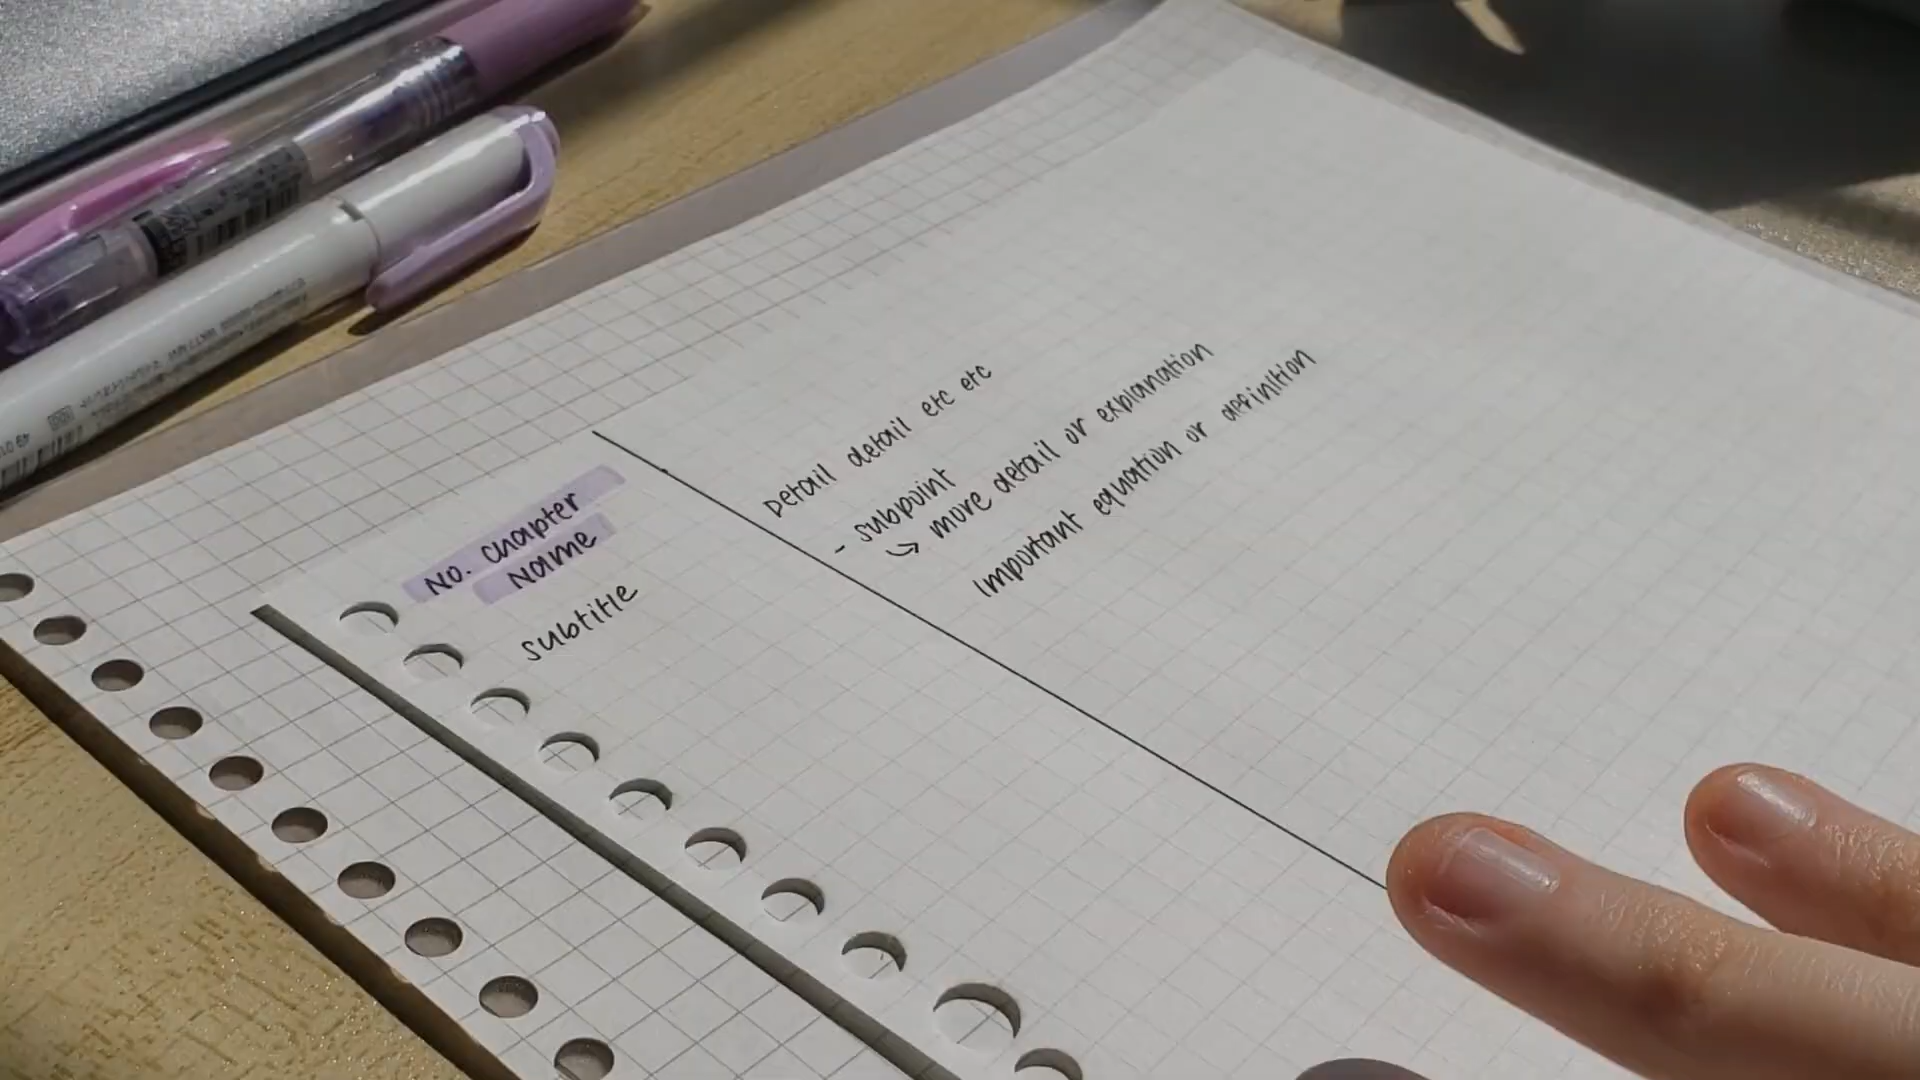 No. chapter
Name
subtitle
Detail detail etc etc
- subpoint
↳ more detail or explanation
Important equation or definition